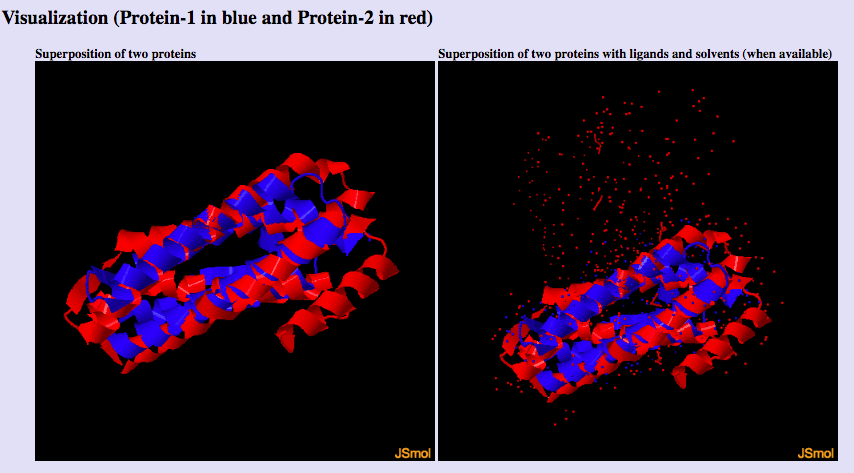 Visualization (Protein-1 in blue and Protein-2 in red)
Superposition of two proteins
Superposition of two proteins with ligands and solvents (when available)
JSmol
JSmol